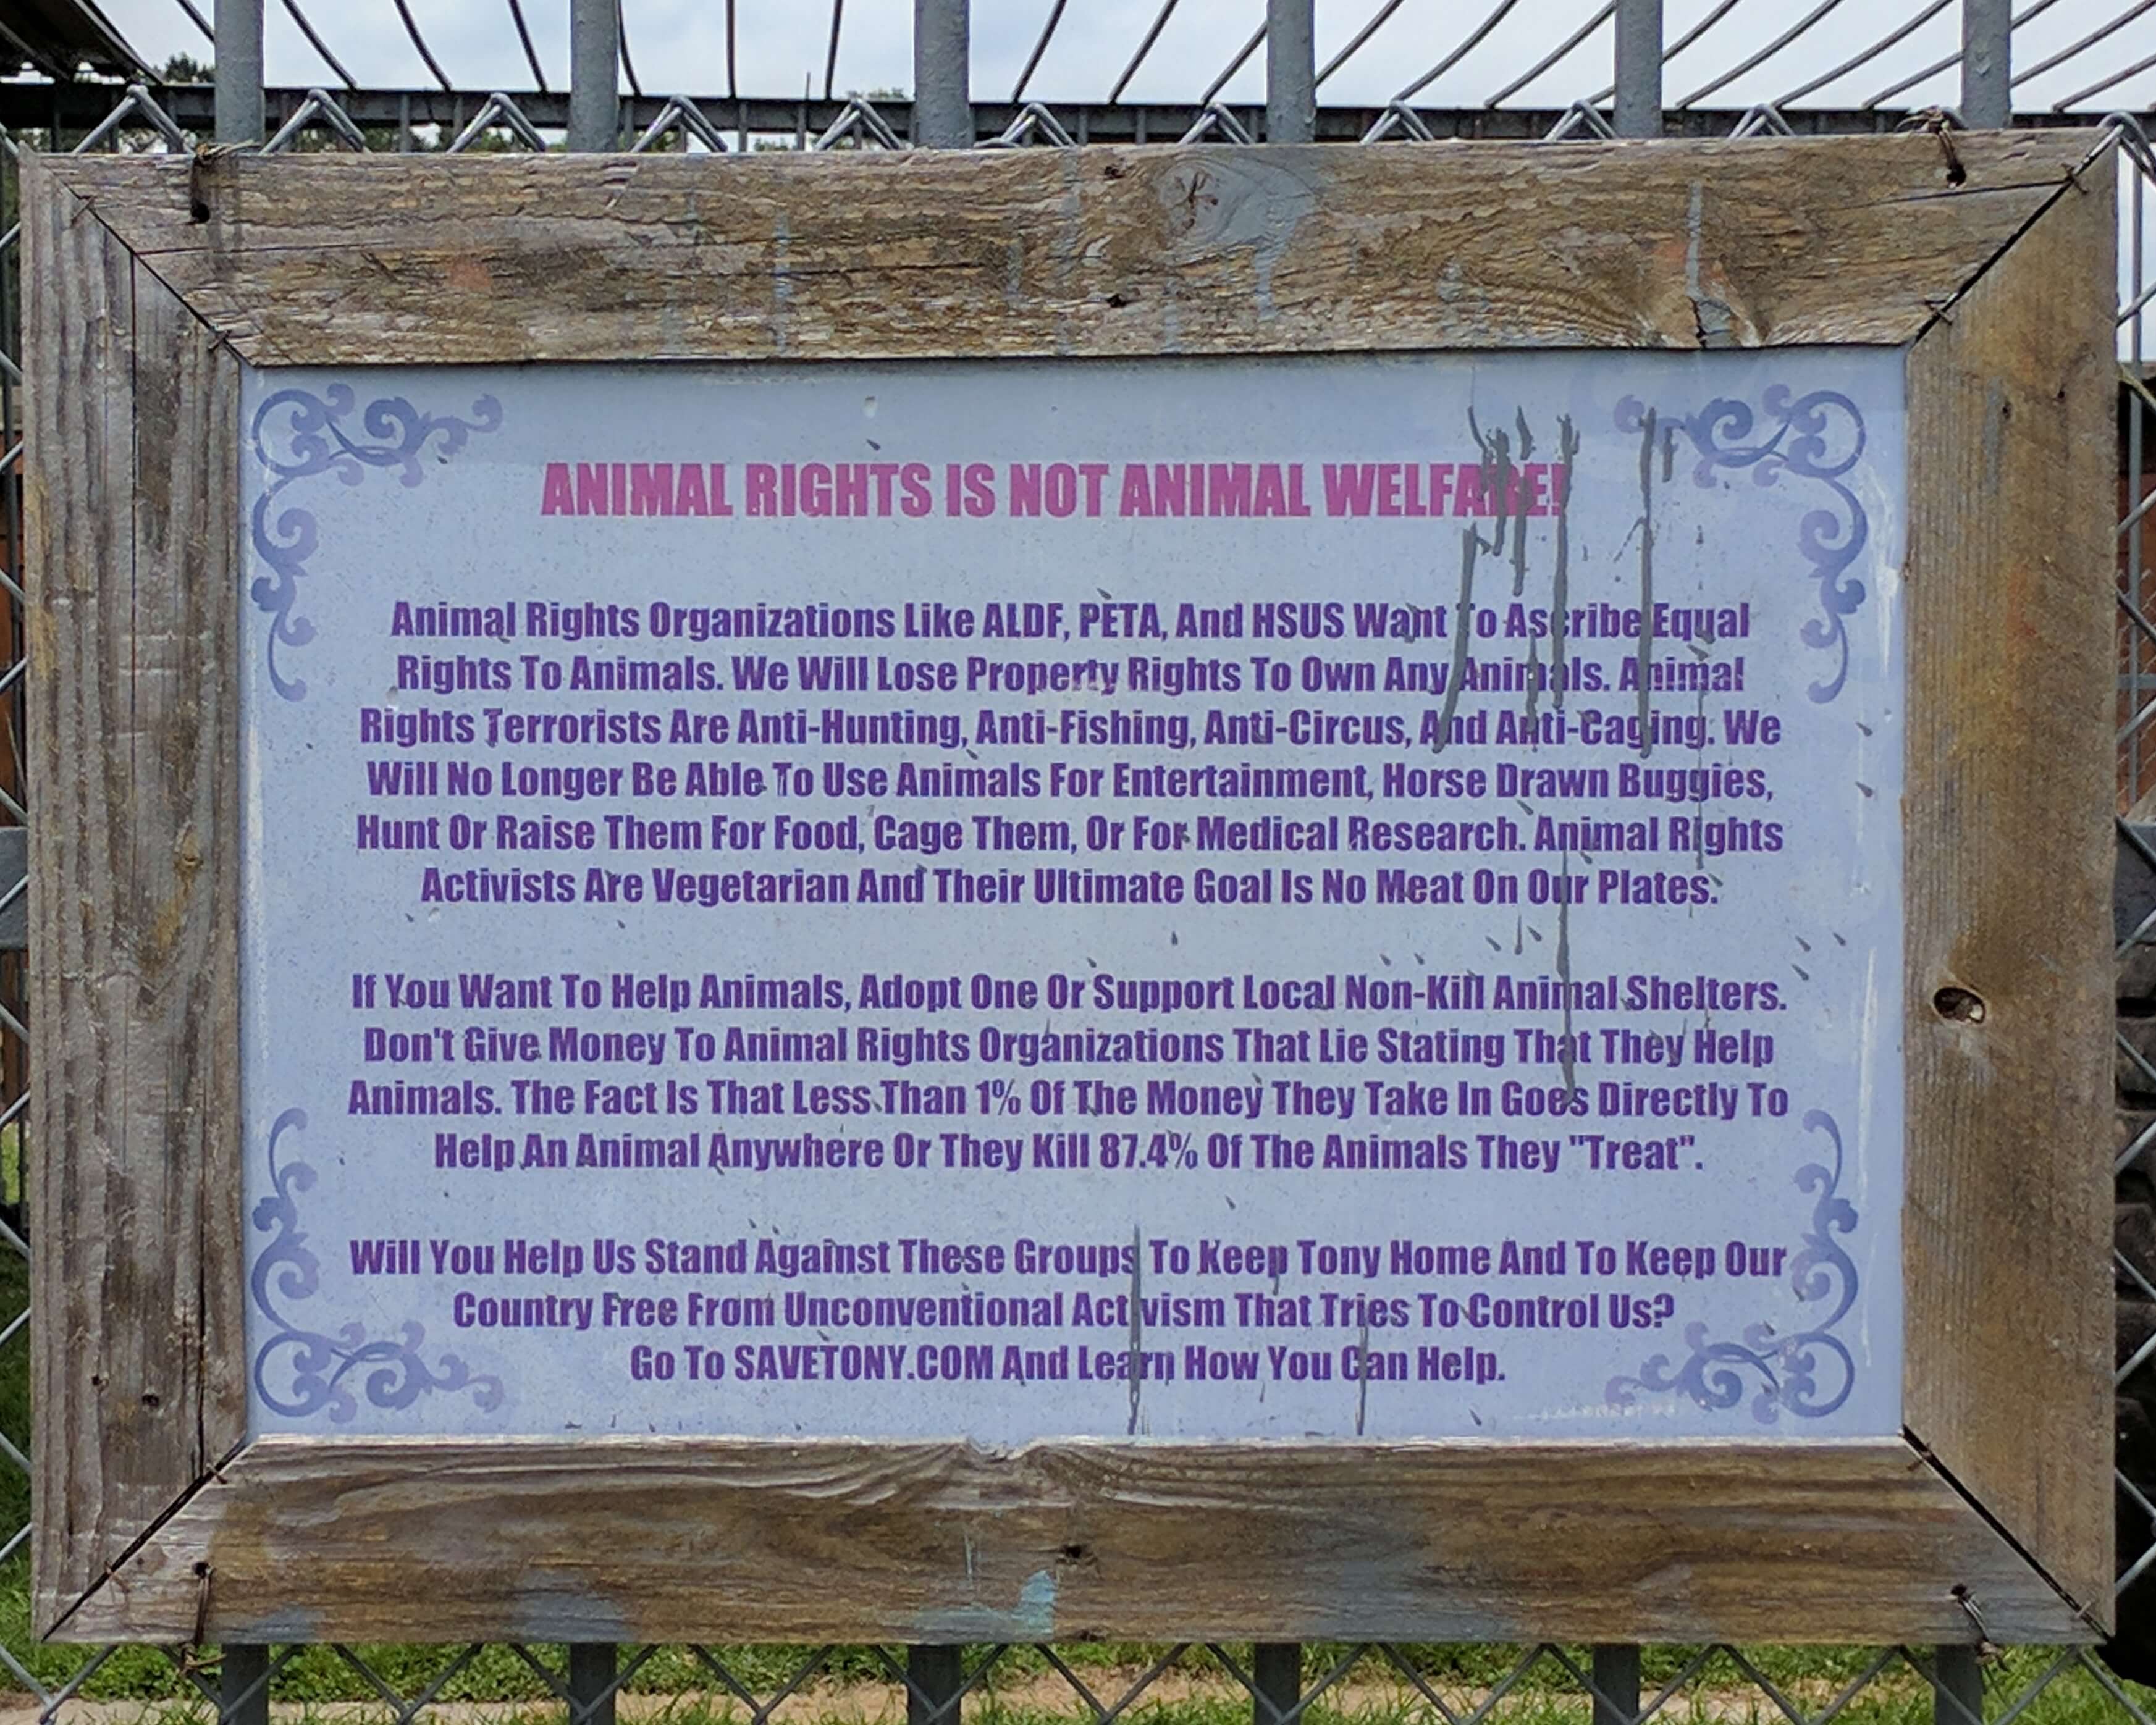 ANIMAL RIGHTS IS NOT ANIMAL WELFARE!
Animal Rights Organizations Like ALDF, PETA, And HSUS Want To Ascribe Equal
Rights To Animals. We Will Lose Property Rights To Own Any Animals. Animal
Rights Terrorists Are Anti-Hunting, Anti-Fishing, Anti-Circus, And Anti-Caging. We
Will No Longer Be Able To Use Animals For Entertainment, Horse Drawn Buggies,
Hunt Or Raise Them For Food, Cage Them, Or For Medical Research. Animal Rights
Activists Are Vegetarian And Their Ultimate Goal Is No Meat On Our Plates.
If You Want To Help Animals, Adopt One Or Support Local Non-Kill Animal Shelters.
Don't Give Money To Animal Rights Organizations That Lie Stating That They Help
Animals. The Fact Is That Less Than 1% Of The Money They Take In Goes Directly To
Help An Animal Anywhere Or They Kill 87.4% Of The Animals They "Treat".
Will You Help Us Stand Against These Groups To Keep Tony Home And To Keep Our
Country Free From Unconventional Activism That Tries To Control Us?
Go To SAVETONY.COM And Learn How You Can Help.